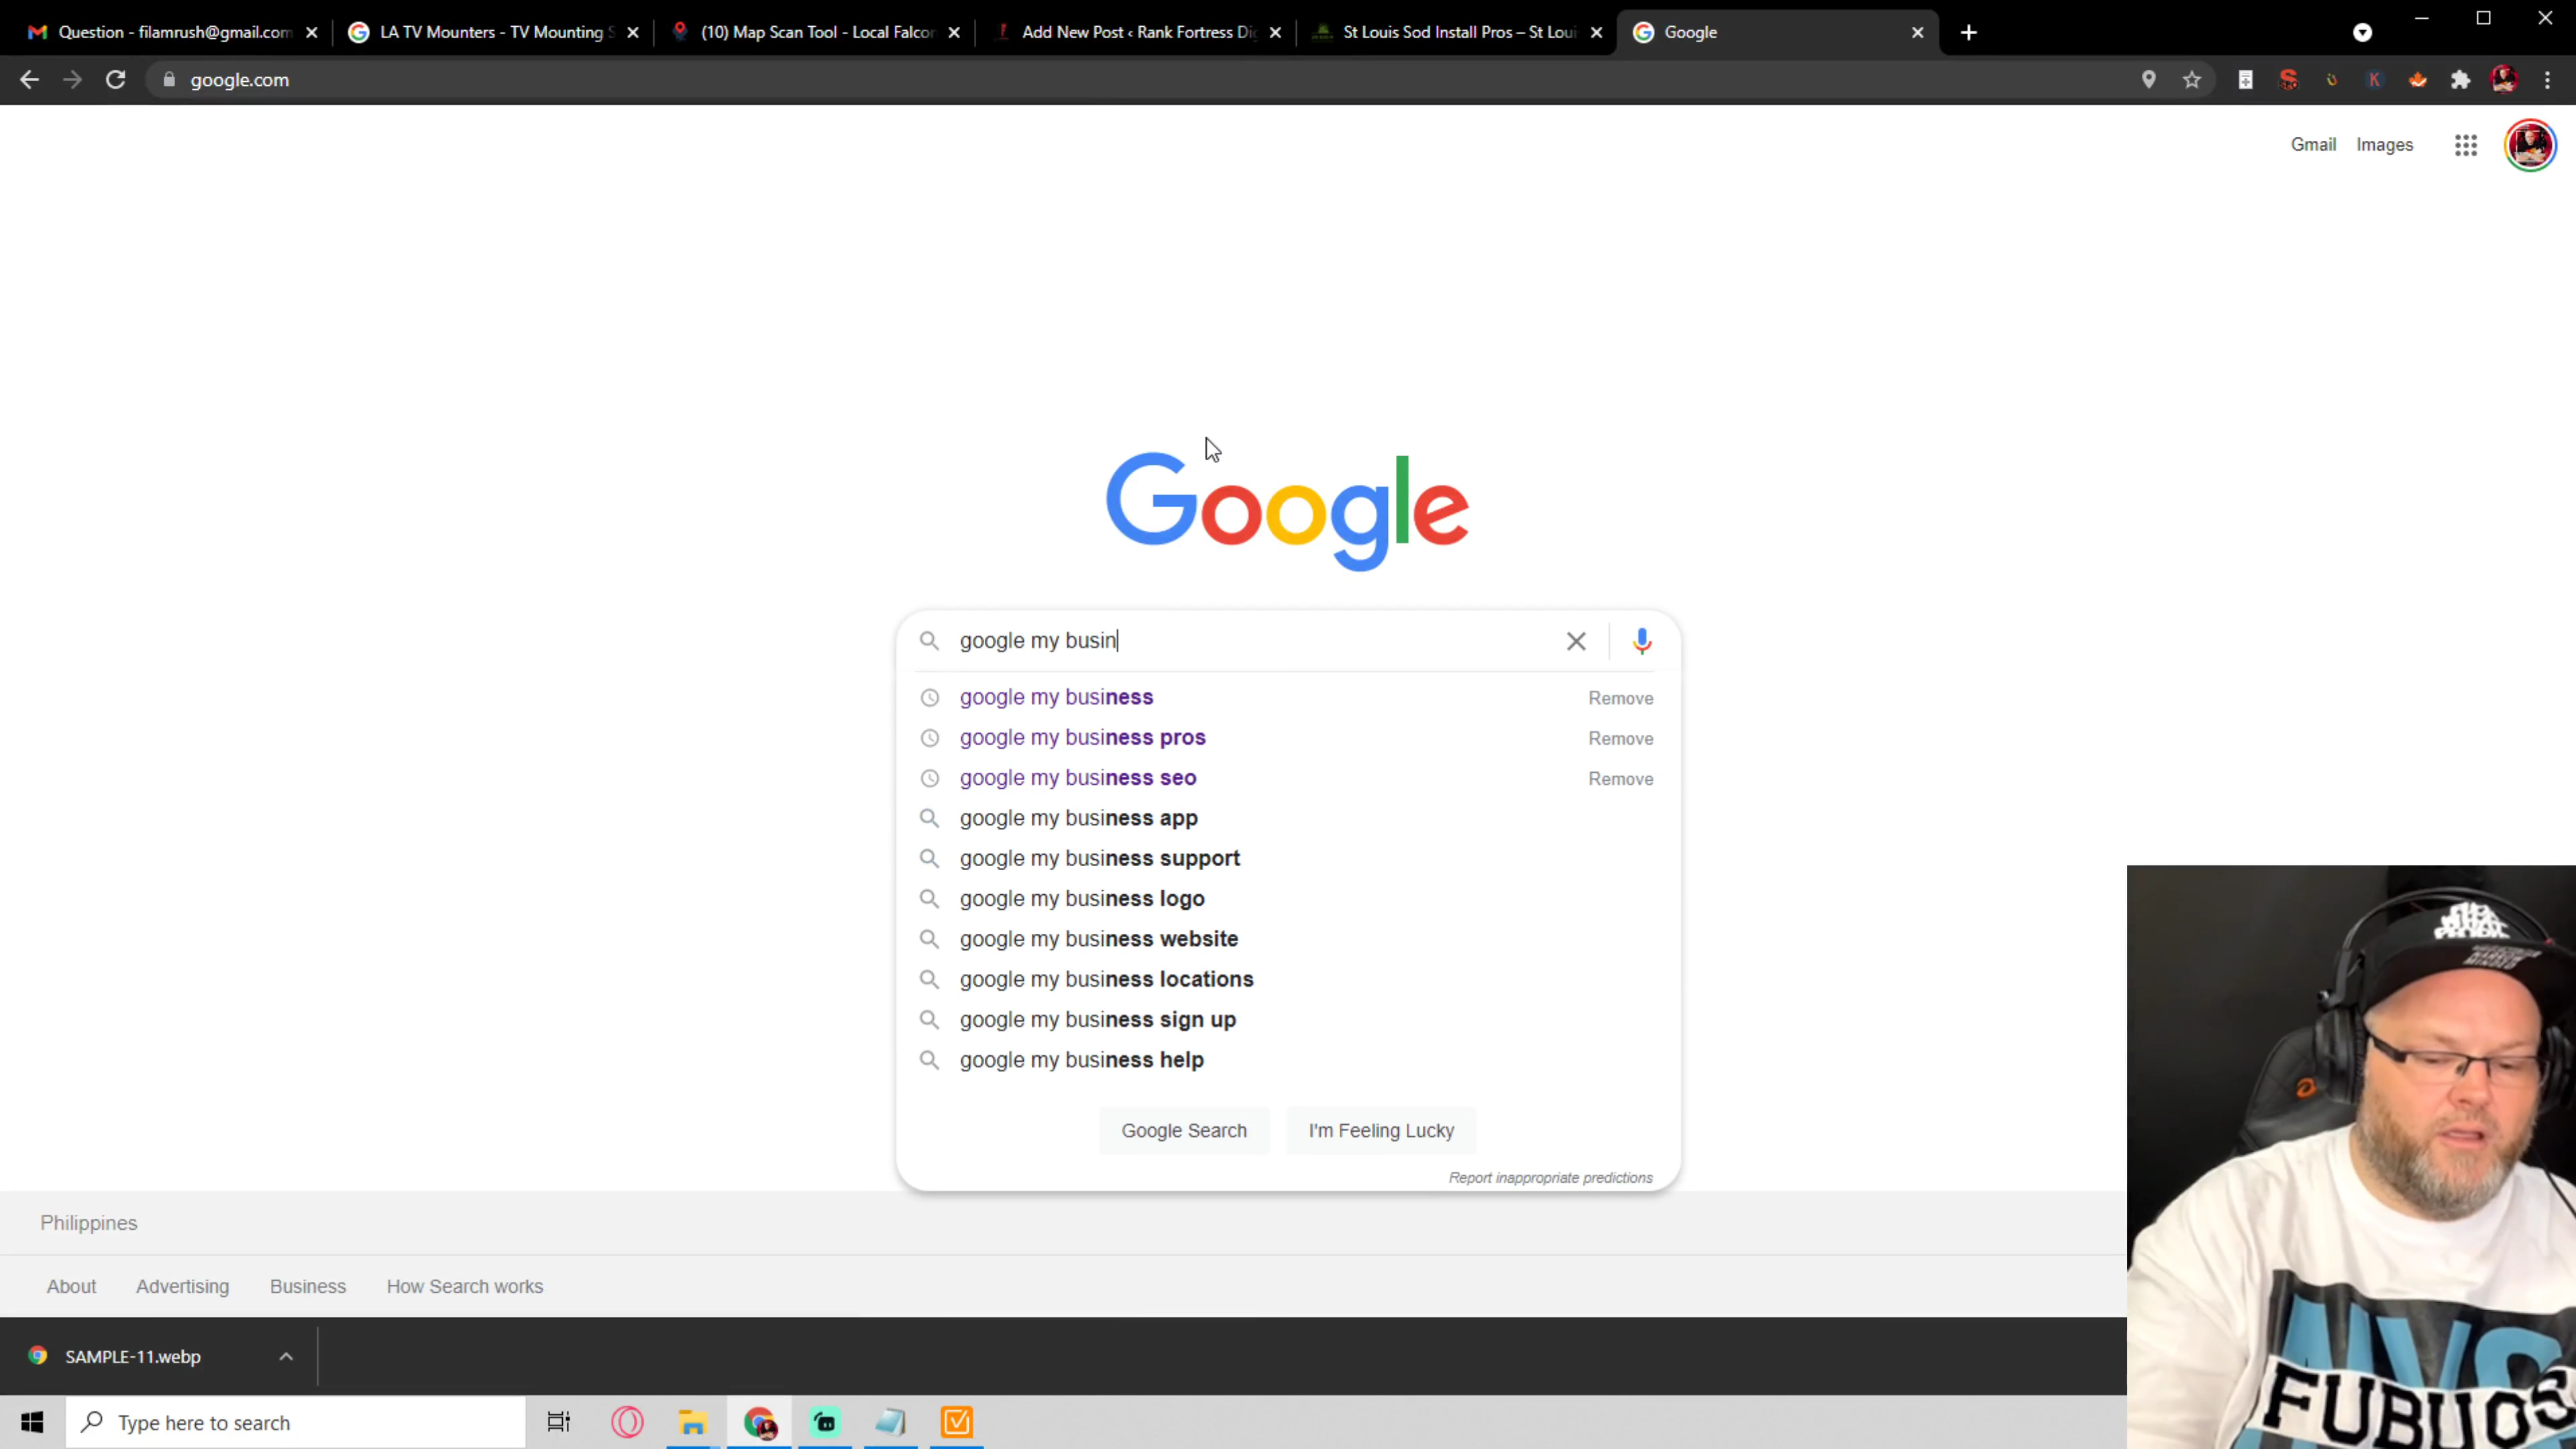 Question - filamrush@gmail.com
LA TV Mounters - TV Mounting S
(10) Map Scan Tool - Local Falcon
Add New Post ‹ Rank Fortress Dig
St Louis Sod Install Pros – St Loui
Google
google.com
Gmail Images
Google
google my busin
google my business Remove
google my business pros Remove
google my business seo Remove
google my business app
google my business support
google my business logo
google my business website
google my business locations
google my business sign up
google my business help
Google Search I'm Feeling Lucky
Report inappropriate predictions
Philippines
About Advertising Business How Search works
SAMPLE-11.webp
Type here to search
FUBU